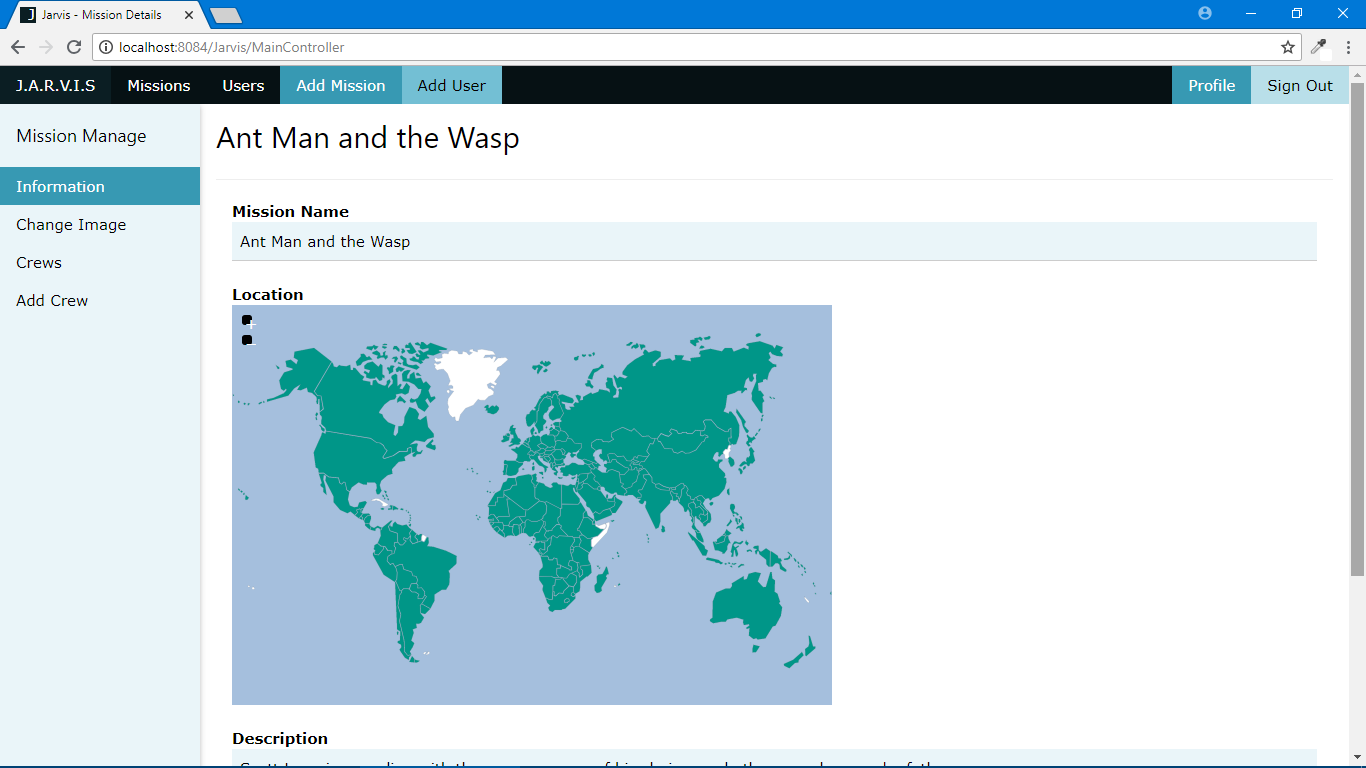 Jarvis - Mission Details
localhost:8084/Jarvis/MainController
J.A.R.V.I.S Missions Users Add Mission Add User Profile Sign Out
Mission Manage
Information
Change Image
Crews
Add Crew
Ant Man and the Wasp
Mission Name
Ant Man and the Wasp
Location
+
−
Description